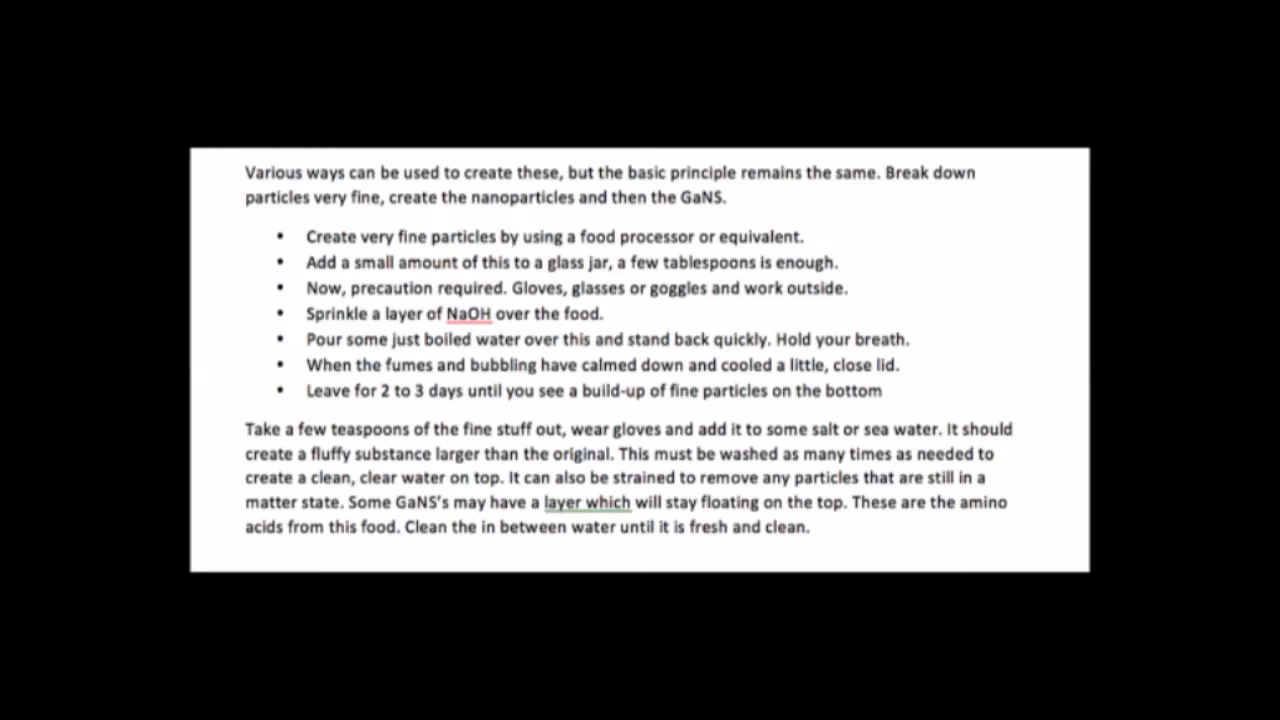 Various ways can be used to create these, but the basic principle remains the same. Break down
particles very fine, create the nanoparticles and then the GaNS.
• Create very fine particles by using a food processor or equivalent.
• Add a small amount of this to a glass jar, a few tablespoons is enough.
• Now, precaution required. Gloves, glasses or goggles and work outside.
• Sprinkle a layer of NaOH over the food.
• Pour some just boiled water over this and stand back quickly. Hold your breath.
• When the fumes and bubbling have calmed down and cooled a little, close lid.
• Leave for 2 to 3 days until you see a build-up of fine particles on the bottom
Take a few teaspoons of the fine stuff out, wear gloves and add it to some salt or sea water. It should
create a fluffy substance larger than the original. This must be washed as many times as needed to
create a clean, clear water on top. It can also be strained to remove any particles that are still in a
matter state. Some GaNS's may have a layer which will stay floating on the top. These are the amino
acids from this food. Clean the in between water until it is fresh and clean.